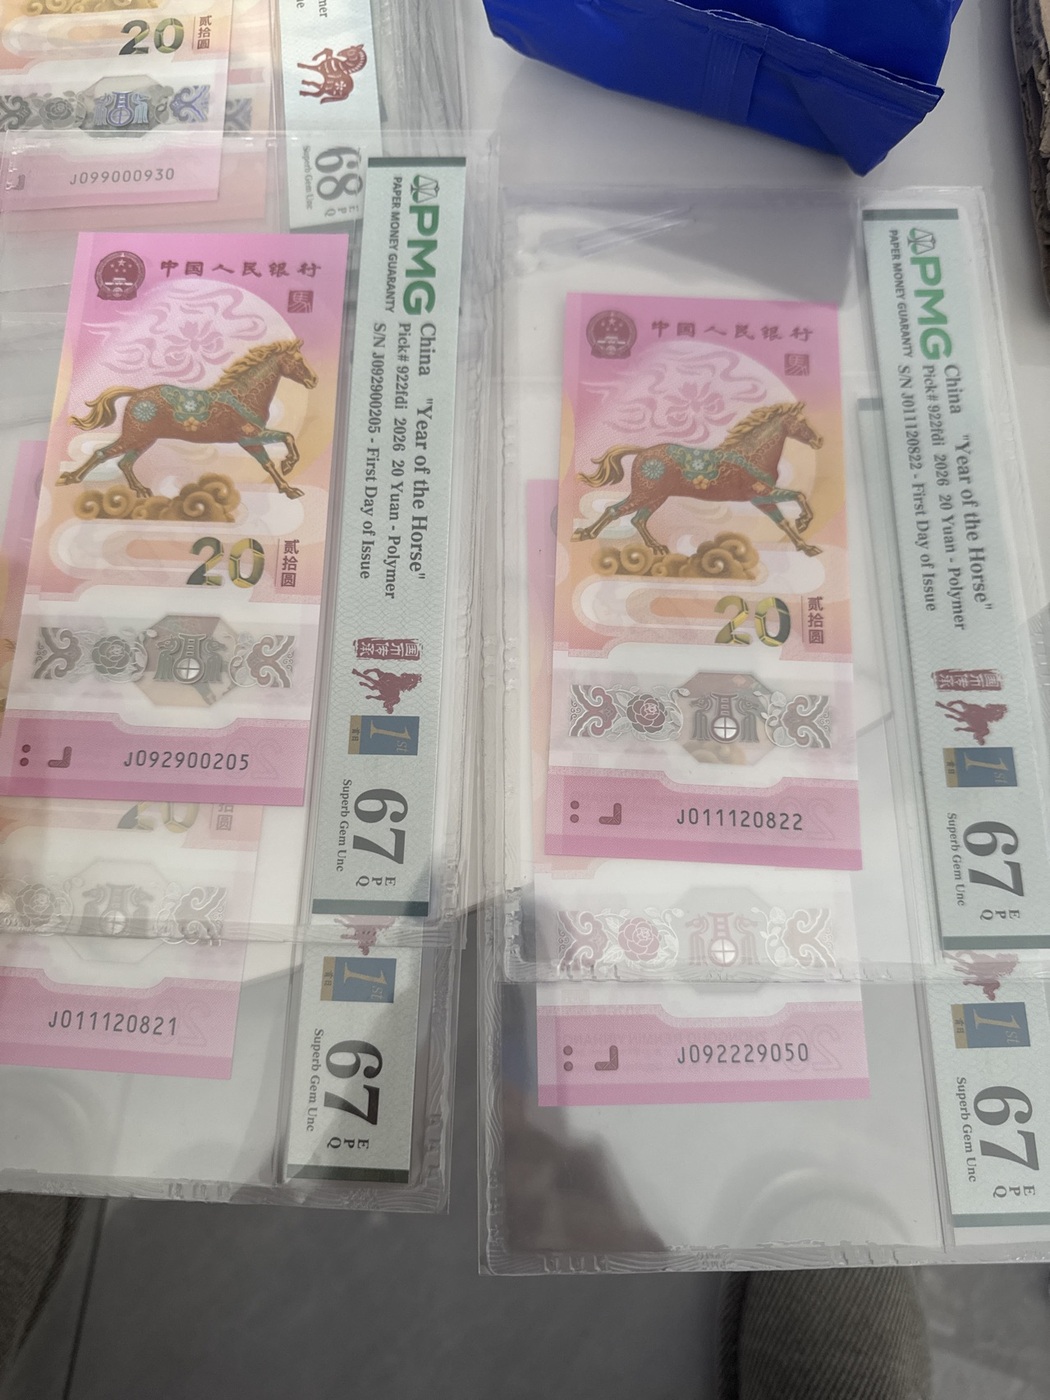 20
贰拾圆
J099000930
68
E
P Q
Superb Gem Unc
中国人民银行
20
贰拾圆
J092900205
PMG
PAPER MONEY GUARANTY
China "Year of the Horse"
Pick# 922fdi 2026 20 Yuan - Polymer
S/N J092900205 - First Day of Issue
1st
67
E
P Q
Superb Gem Unc
J011120821
1st
67
E
P Q
Superb Gem Unc
中国人民银行
20
贰拾圆
J011120822
PMG
PAPER MONEY GUARANTY
China "Year of the Horse"
Pick# 922fdi 2026 20 Yuan - Polymer
S/N J011120822 - First Day of Issue
1st
67
E
P Q
Superb Gem Unc
J092229050
1st
67
E
P Q
Superb Gem Unc